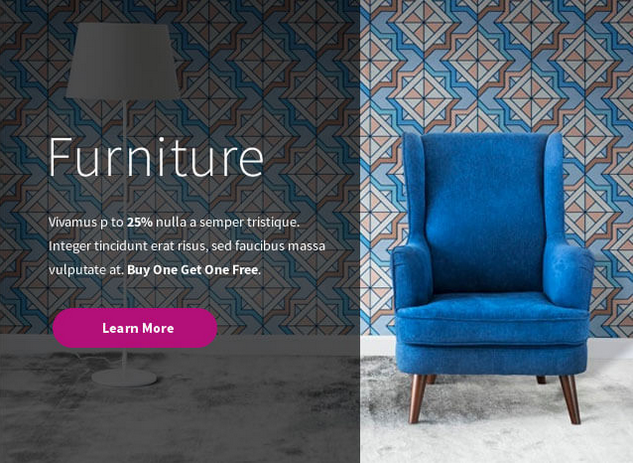 Furniture
Vivamus p to 25% nulla a semper tristique.
Integer tincidunt erat risus, sed faucibus massa
vulputate at. Buy One Get One Free.
Learn More